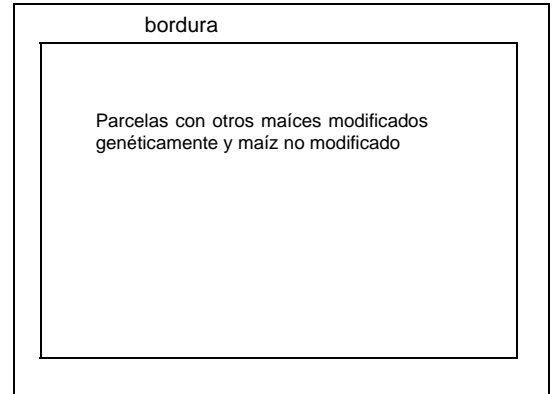 bordura
Parcelas con otros maíces modificados
genéticamente y maíz no modificado